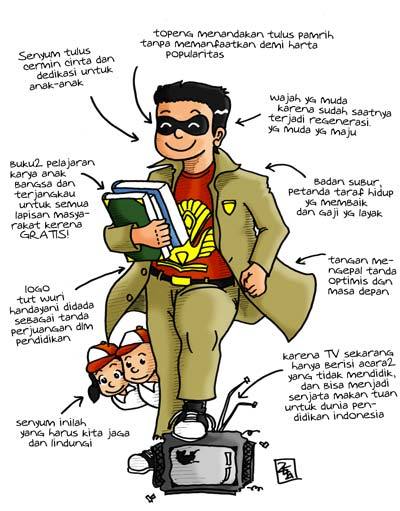 topeng menandakan tulus pamrih
tanpa memanfaatkan demi harta
popularitas
Senyum tulus
cermin cinta dan
dedikasi untuk
anak-anak
wajah yg muda
karena sudah saatnya
terjadi regenerasi.
yg muda yg maju
buku2 pelajaran
karya anak
bangsa dan
terjangkau
untuk semua
lapisan masya-
rakat kerena
GRATIS!
Badan subur,
petanda taraf hidup
yg membaik
dan gaji yg layak
tangan me-
ngepal tanda
optimis dgn
masa depan
logo
tut wuri
handayani didada
sebagai tanda
perjuangan dlm
pendidikan
karena TV sekarang
hanya berisi acara2
yang tidak mendidik,
dan bisa menjadi
senjata makan tuan
untuk dunia pen-
didikan indonesia
senyum inilah
yang harus kita jaga
dan lindungi